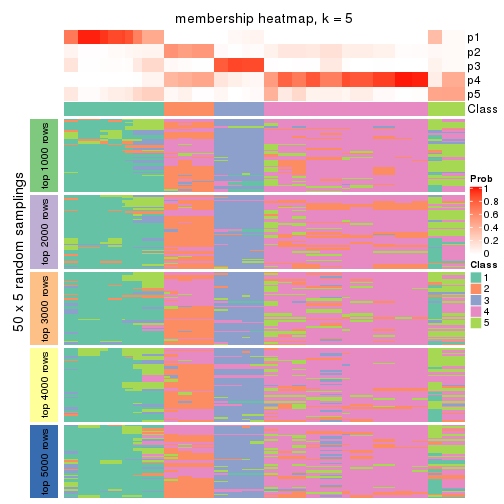 membership heatmap, k = 5
p1
p2
p3
p4
p5
Class
50 x 5 random samplings
top 1000 rows
top 2000 rows
top 3000 rows
top 4000 rows
top 5000 rows
Prob
1
0.8
0.6
0.4
0.2
0
Class
1
2
3
4
5